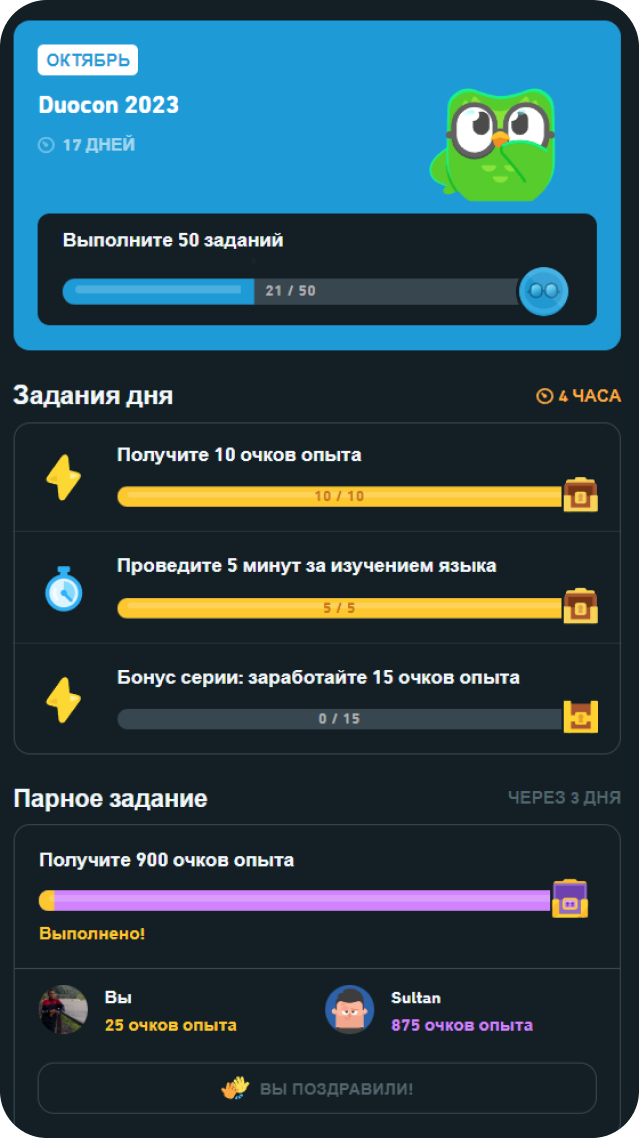 ОКТЯБРЬ
Duocon 2023
17 ДНЕЙ
Выполните 50 заданий
21 / 50
Задания дня
4 ЧАСА
Получите 10 очков опыта
10 / 10
Проведите 5 минут за изучением языка
5 / 5
Бонус серии: заработайте 15 очков опыта
0 / 15
Парное задание
ЧЕРЕЗ 3 ДНЯ
Получите 900 очков опыта
Выполнено!
Вы
25 очков опыта
Sultan
875 очков опыта
ВЫ ПОЗДРАВИЛИ!